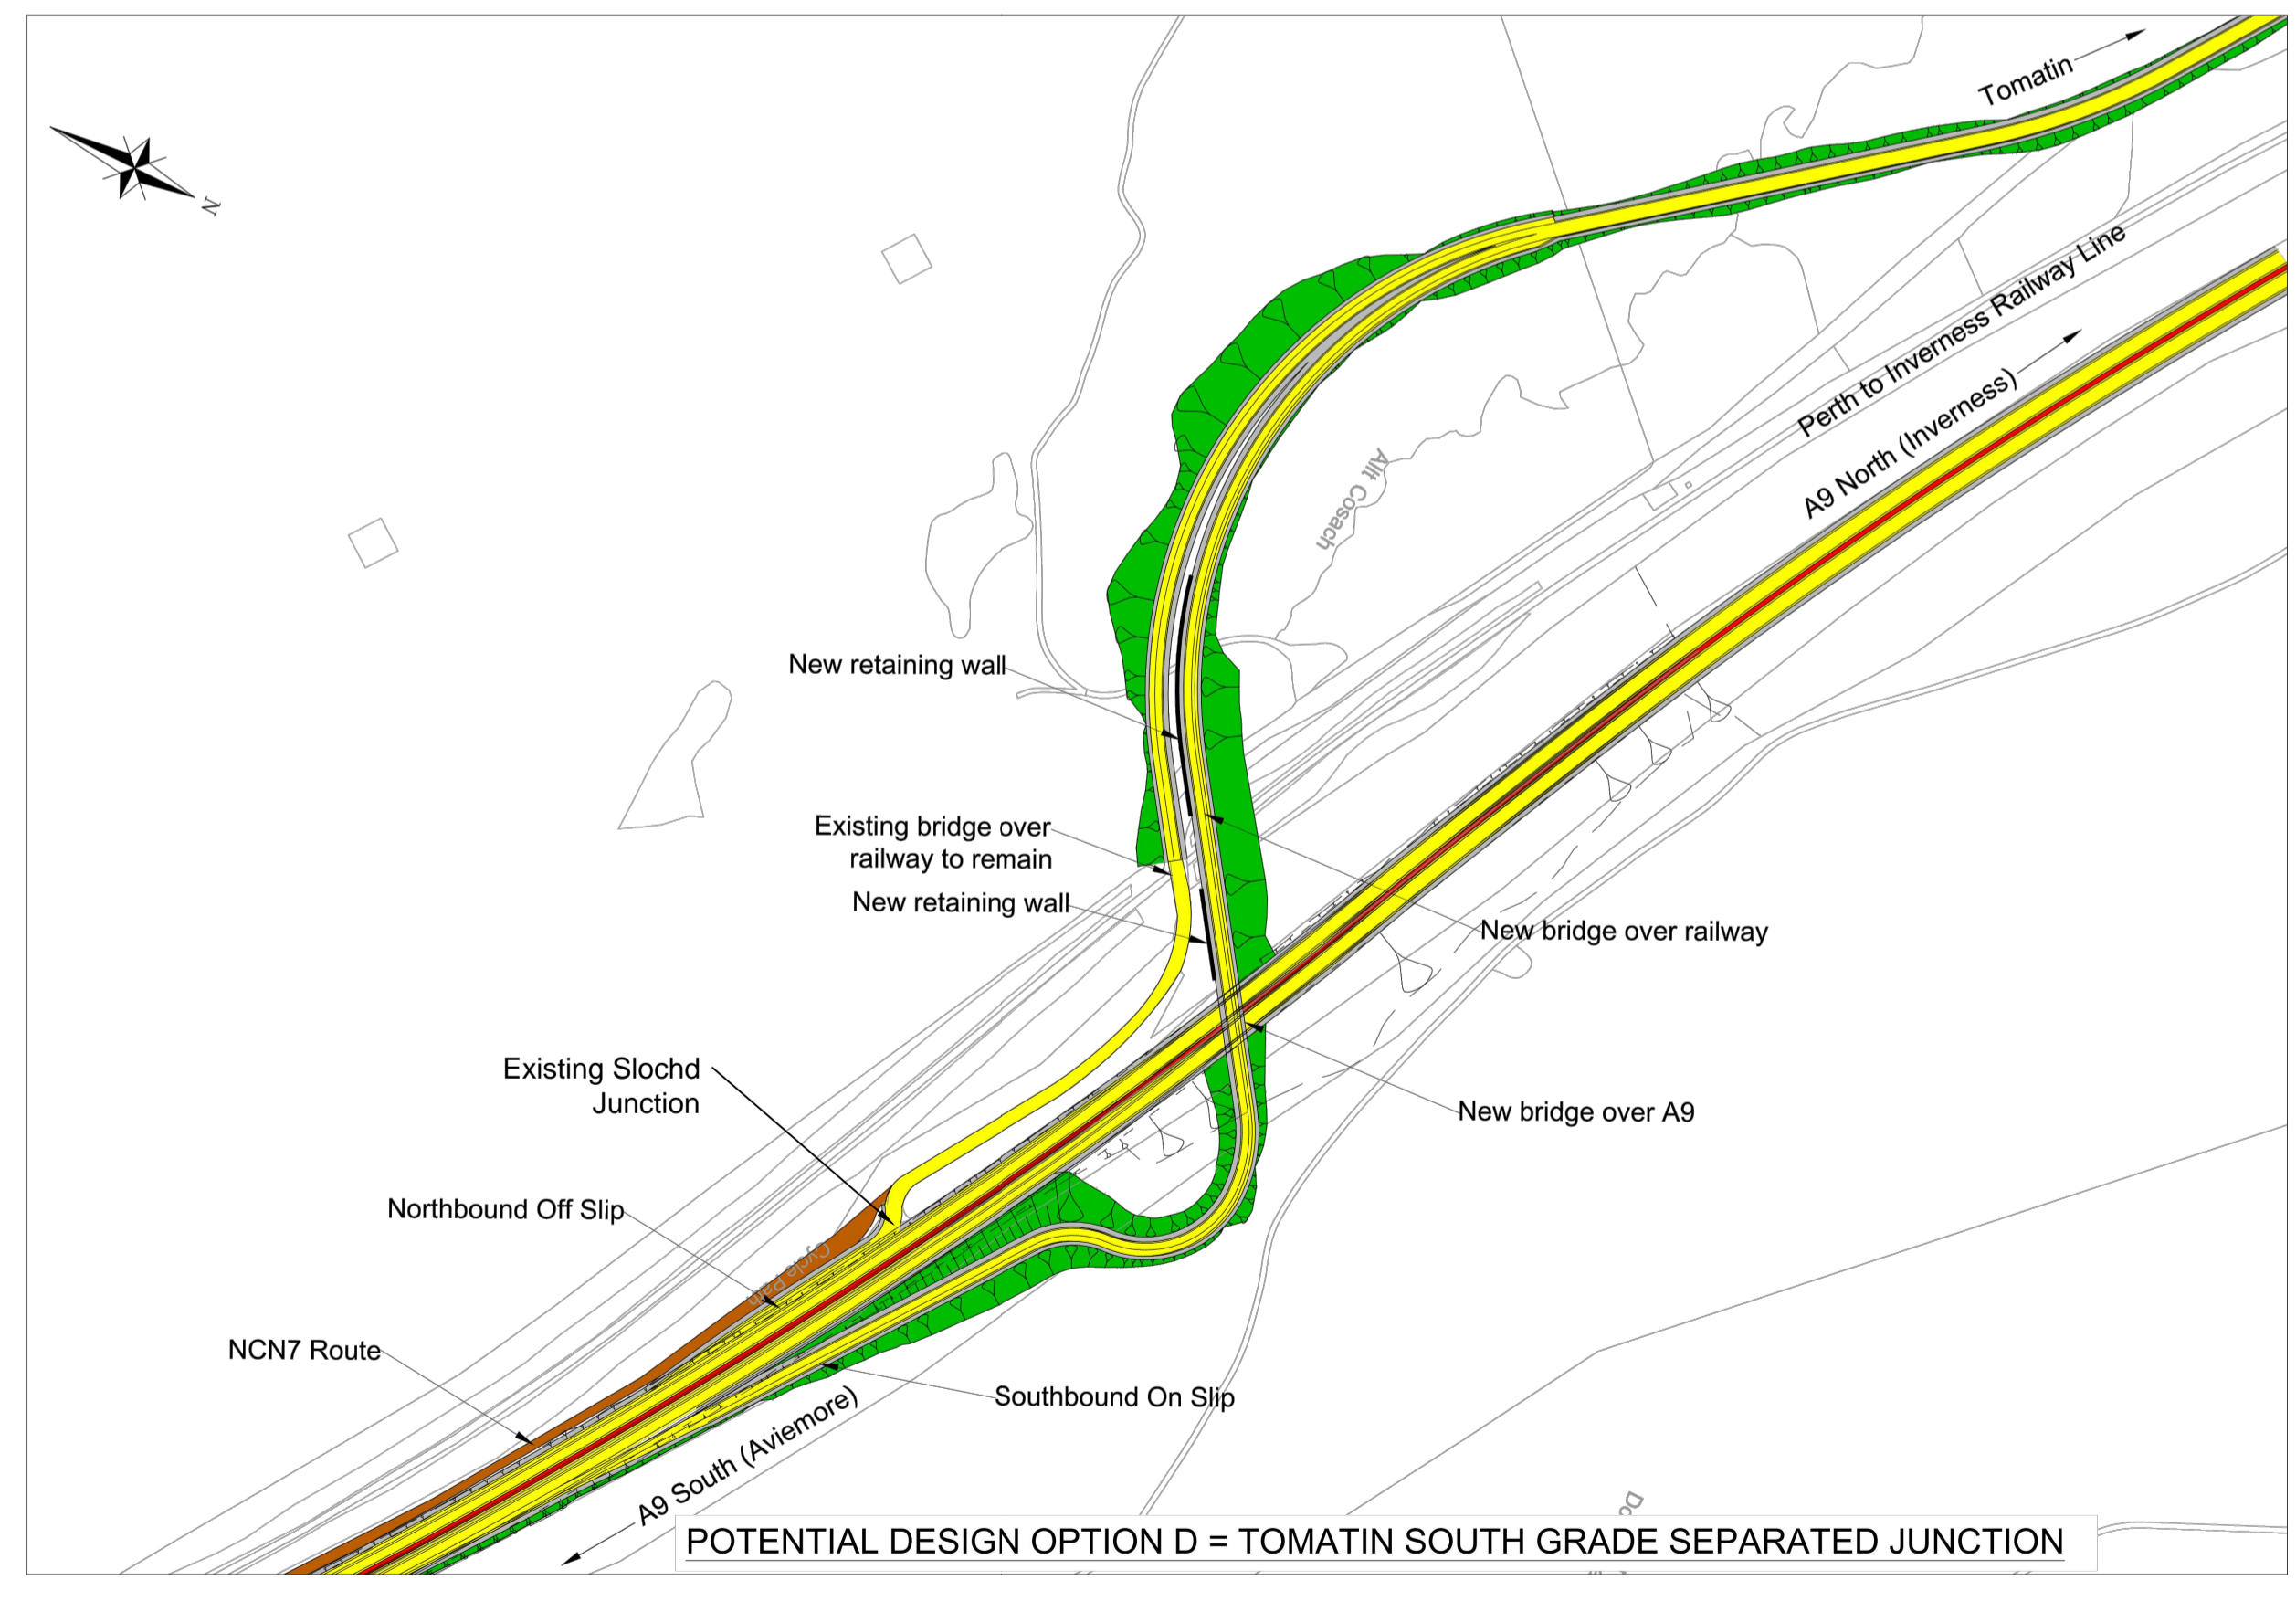 Tomatin
N
Perth to Inverness Railway Line
A9 North (Inverness)
Allt Cosach
New retaining wall
Existing bridge over
railway to remain
New retaining wall
New bridge over railway
Existing Slochd
Junction
New bridge over A9
Northbound Off Slip
Cycle Path
NCN7 Route
Southbound On Slip
A9 South (Aviemore)
POTENTIAL DESIGN OPTION D = TOMATIN SOUTH GRADE SEPARATED JUNCTION